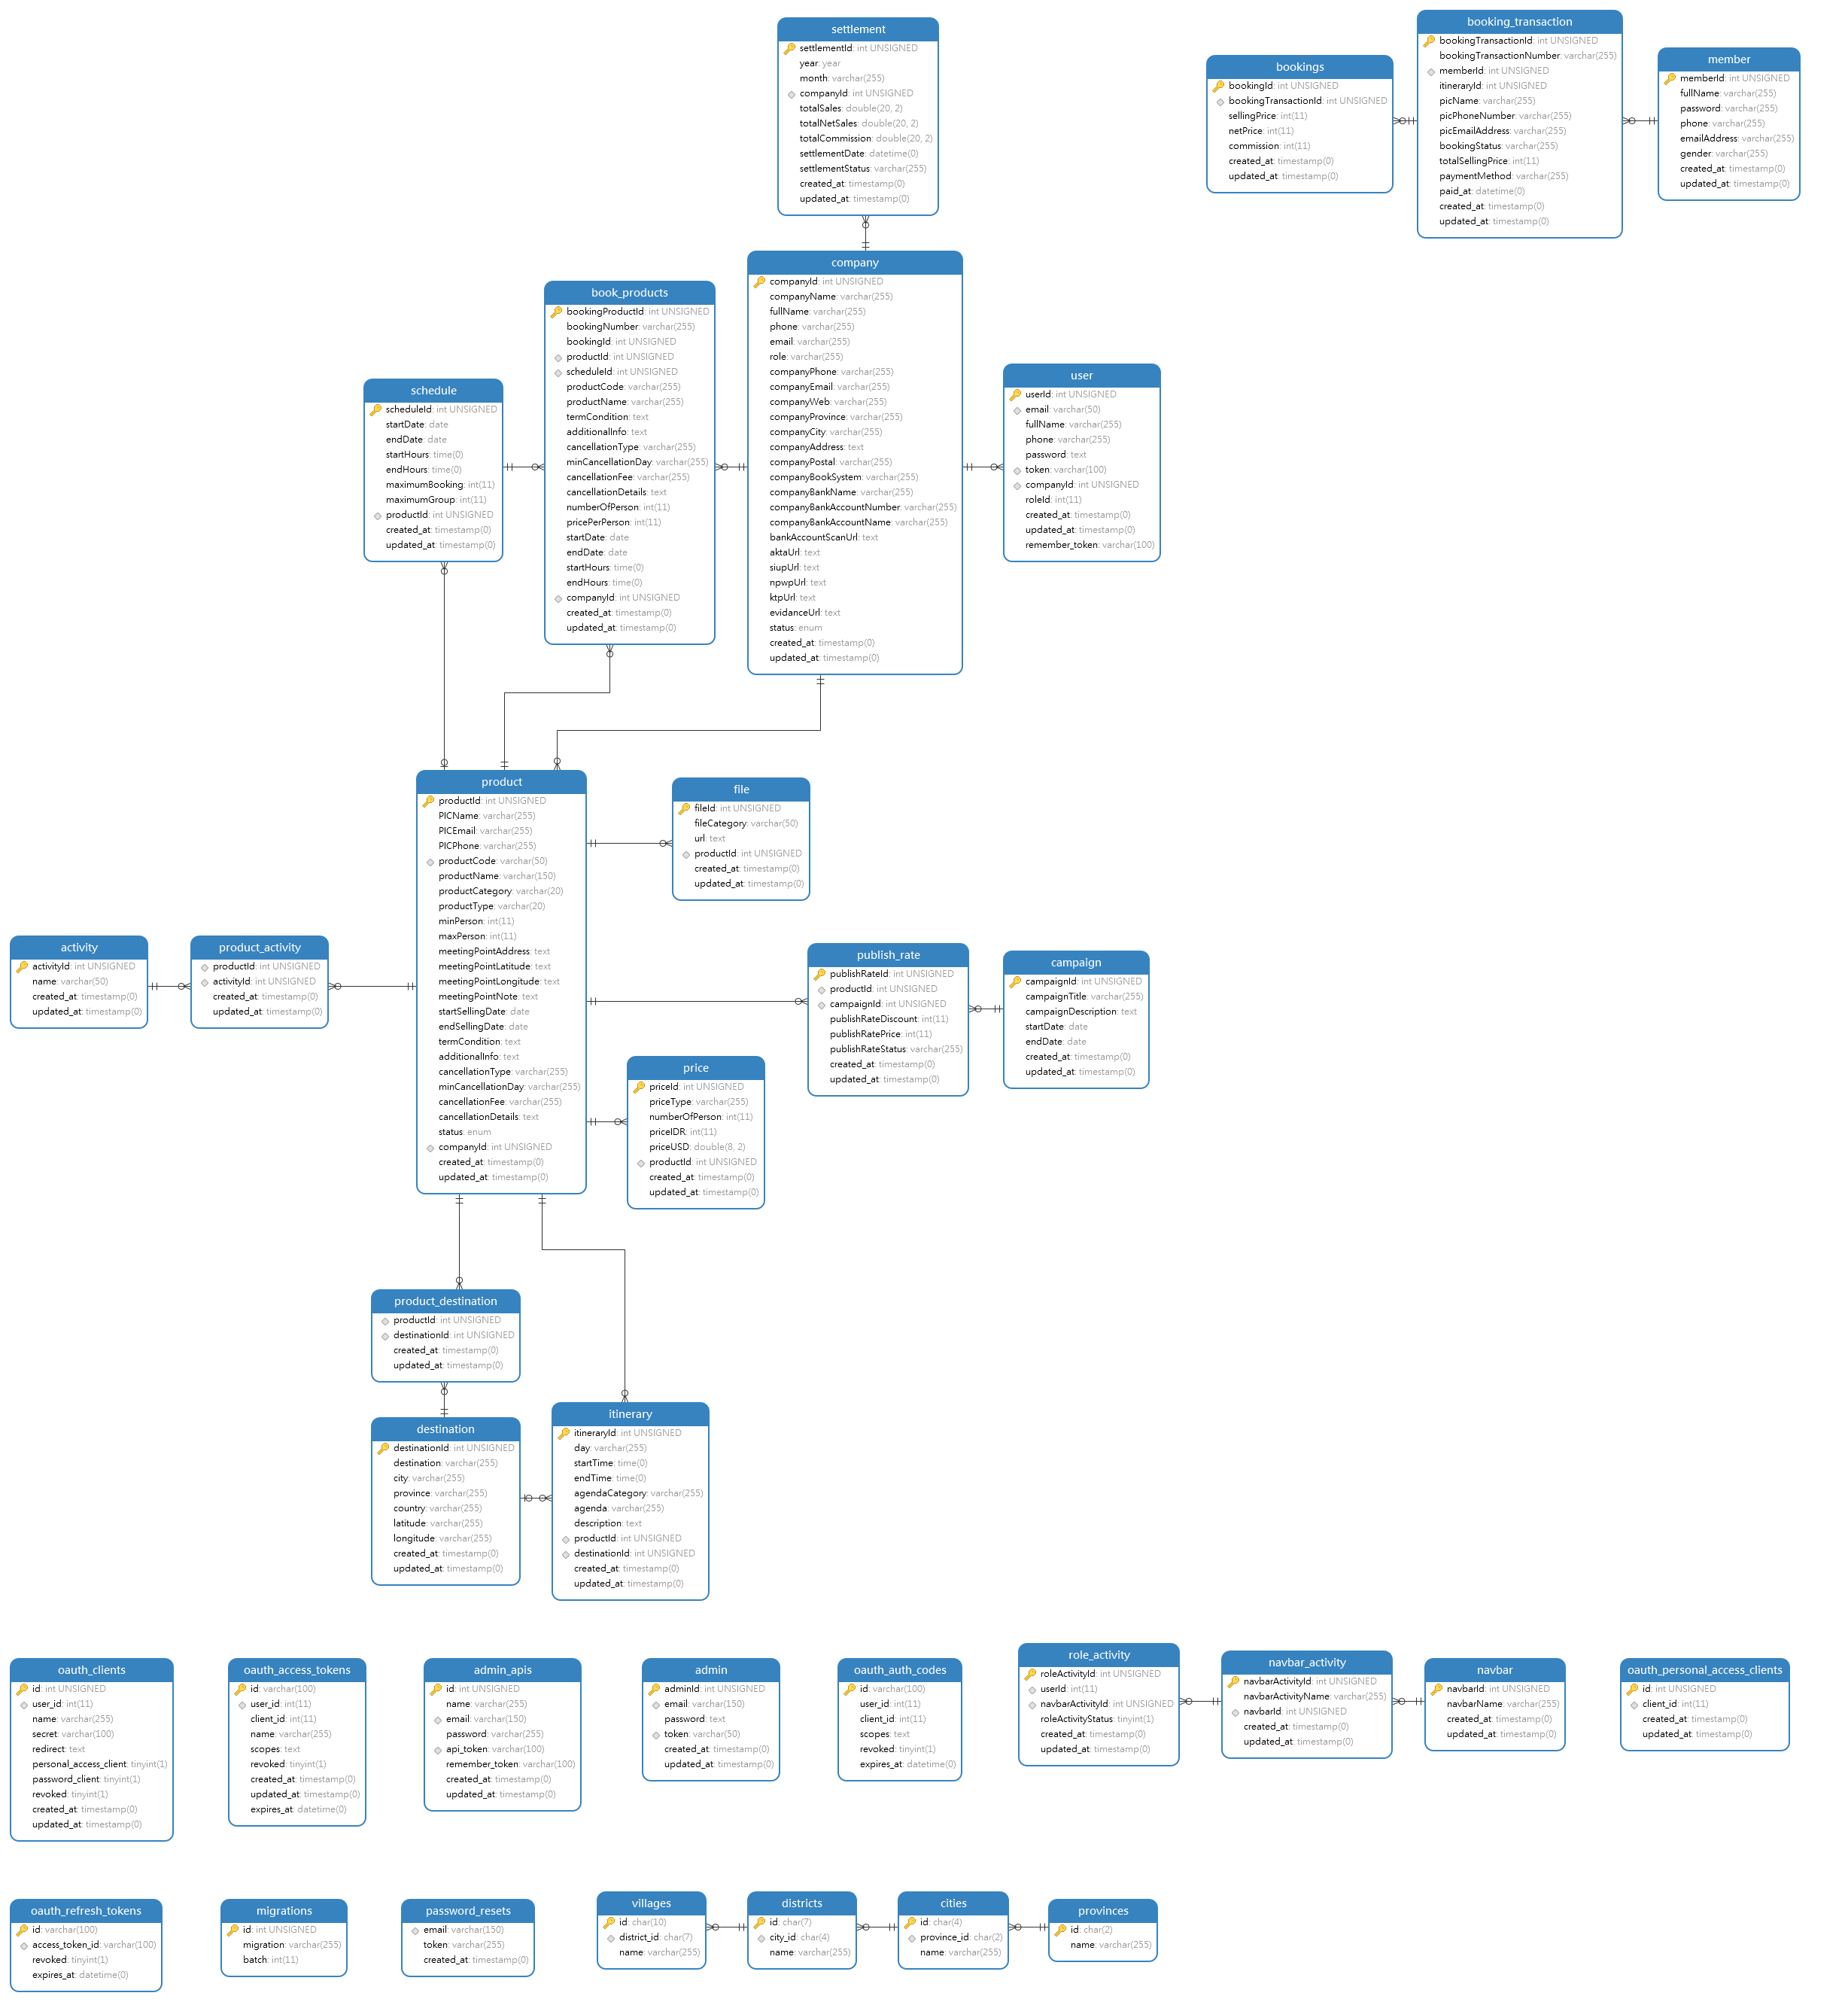 settlement
settlementId: int UNSIGNED
year: year
month: varchar(255)
companyId: int UNSIGNED
totalSales: double(20, 2)
totalNetSales: double(20, 2)
totalCommission: double(20, 2)
settlementDate: datetime(0)
settlementStatus: varchar(255)
created_at: timestamp(0)
updated_at: timestamp(0)
bookings
bookingId: int UNSIGNED
bookingTransactionId: int UNSIGNED
sellingPrice: int(11)
netPrice: int(11)
commission: int(11)
created_at: timestamp(0)
updated_at: timestamp(0)
booking_transaction
bookingTransactionId: int UNSIGNED
bookingTransactionNumber: varchar(255)
memberId: int UNSIGNED
itineraryId: int UNSIGNED
picName: varchar(255)
picPhoneNumber: varchar(255)
picEmailAddress: varchar(255)
bookingStatus: varchar(255)
totalSellingPrice: int(11)
paymentMethod: varchar(255)
paid_at: datetime(0)
created_at: timestamp(0)
updated_at: timestamp(0)
member
memberId: int UNSIGNED
fullName: varchar(255)
password: varchar(255)
phone: varchar(255)
emailAddress: varchar(255)
gender: varchar(255)
created_at: timestamp(0)
updated_at: timestamp(0)
schedule
scheduleId: int UNSIGNED
startDate: date
endDate: date
startHours: time(0)
endHours: time(0)
maximumBooking: int(11)
maximumGroup: int(11)
productId: int UNSIGNED
created_at: timestamp(0)
updated_at: timestamp(0)
book_products
bookingProductId: int UNSIGNED
bookingNumber: varchar(255)
bookingId: int UNSIGNED
productId: int UNSIGNED
scheduleId: int UNSIGNED
productCode: varchar(255)
productName: varchar(255)
termCondition: text
additionalInfo: text
cancellationType: varchar(255)
minCancellationDay: varchar(255)
cancellationFee: varchar(255)
cancellationDetails: text
numberOfPerson: int(11)
pricePerPerson: int(11)
startDate: date
endDate: date
startHours: time(0)
endHours: time(0)
companyId: int UNSIGNED
created_at: timestamp(0)
updated_at: timestamp(0)
company
companyId: int UNSIGNED
companyName: varchar(255)
fullName: varchar(255)
phone: varchar(255)
email: varchar(255)
role: varchar(255)
companyPhone: varchar(255)
companyEmail: varchar(255)
companyWeb: varchar(255)
companyProvince: varchar(255)
companyCity: varchar(255)
companyAddress: text
companyPostal: varchar(255)
companyBookSystem: varchar(255)
companyBankName: varchar(255)
companyBankAccountNumber: varchar(255)
companyBankAccountName: varchar(255)
bankAccountScanUrl: text
aktaUrl: text
siupUrl: text
npwpUrl: text
ktpUrl: text
evidanceUrl: text
status: enum
created_at: timestamp(0)
updated_at: timestamp(0)
user
userId: int UNSIGNED
email: varchar(50)
fullName: varchar(255)
phone: varchar(255)
password: text
token: varchar(100)
companyId: int UNSIGNED
roleId: int(11)
created_at: timestamp(0)
updated_at: timestamp(0)
remember_token: varchar(100)
product
productId: int UNSIGNED
PICName: varchar(255)
PICEmail: varchar(255)
PICPhone: varchar(255)
productCode: varchar(50)
productName: varchar(150)
productCategory: varchar(20)
productType: varchar(20)
minPerson: int(11)
maxPerson: int(11)
meetingPointAddress: text
meetingPointLatitude: text
meetingPointLongitude: text
meetingPointNote: text
startSellingDate: date
endSellingDate: date
termCondition: text
additionalInfo: text
cancellationType: varchar(255)
minCancellationDay: varchar(255)
cancellationFee: varchar(255)
cancellationDetails: text
status: enum
companyId: int UNSIGNED
created_at: timestamp(0)
updated_at: timestamp(0)
file
fileId: int UNSIGNED
fileCategory: varchar(50)
url: text
productId: int UNSIGNED
created_at: timestamp(0)
updated_at: timestamp(0)
activity
activityId: int UNSIGNED
name: varchar(50)
created_at: timestamp(0)
updated_at: timestamp(0)
product_activity
productId: int UNSIGNED
activityId: int UNSIGNED
created_at: timestamp(0)
updated_at: timestamp(0)
publish_rate
publishRateId: int UNSIGNED
productId: int UNSIGNED
campaignId: int UNSIGNED
publishRateDiscount: int(11)
publishRatePrice: int(11)
publishRateStatus: varchar(255)
created_at: timestamp(0)
updated_at: timestamp(0)
campaign
campaignId: int UNSIGNED
campaignTitle: varchar(255)
campaignDescription: text
startDate: date
endDate: date
created_at: timestamp(0)
updated_at: timestamp(0)
price
priceId: int UNSIGNED
priceType: varchar(255)
numberOfPerson: int(11)
priceIDR: int(11)
priceUSD: double(8, 2)
productId: int UNSIGNED
created_at: timestamp(0)
updated_at: timestamp(0)
product_destination
productId: int UNSIGNED
destinationId: int UNSIGNED
created_at: timestamp(0)
updated_at: timestamp(0)
destination
destinationId: int UNSIGNED
destination: varchar(255)
city: varchar(255)
province: varchar(255)
country: varchar(255)
latitude: varchar(255)
longitude: varchar(255)
created_at: timestamp(0)
updated_at: timestamp(0)
itinerary
itineraryId: int UNSIGNED
day: varchar(255)
startTime: time(0)
endTime: time(0)
agendaCategory: varchar(255)
agenda: varchar(255)
description: text
productId: int UNSIGNED
destinationId: int UNSIGNED
created_at: timestamp(0)
updated_at: timestamp(0)
oauth_clients
id: int UNSIGNED
user_id: int(11)
name: varchar(255)
secret: varchar(100)
redirect: text
personal_access_client: tinyint(1)
password_client: tinyint(1)
revoked: tinyint(1)
created_at: timestamp(0)
updated_at: timestamp(0)
oauth_access_tokens
id: varchar(100)
user_id: int(11)
client_id: int(11)
name: varchar(255)
scopes: text
revoked: tinyint(1)
created_at: timestamp(0)
updated_at: timestamp(0)
expires_at: datetime(0)
admin_apis
id: int UNSIGNED
name: varchar(255)
email: varchar(150)
password: varchar(255)
api_token: varchar(100)
remember_token: varchar(100)
created_at: timestamp(0)
updated_at: timestamp(0)
admin
adminId: int UNSIGNED
email: varchar(150)
password: text
token: varchar(50)
created_at: timestamp(0)
updated_at: timestamp(0)
oauth_auth_codes
id: varchar(100)
user_id: int(11)
client_id: int(11)
scopes: text
revoked: tinyint(1)
expires_at: datetime(0)
role_activity
roleActivityId: int UNSIGNED
userId: int(11)
navbarActivityId: int UNSIGNED
roleActivityStatus: tinyint(1)
created_at: timestamp(0)
updated_at: timestamp(0)
navbar_activity
navbarActivityId: int UNSIGNED
navbarActivityName: varchar(255)
navbarId: int UNSIGNED
created_at: timestamp(0)
updated_at: timestamp(0)
navbar
navbarId: int UNSIGNED
navbarName: varchar(255)
created_at: timestamp(0)
updated_at: timestamp(0)
oauth_personal_access_clients
id: int UNSIGNED
client_id: int(11)
created_at: timestamp(0)
updated_at: timestamp(0)
oauth_refresh_tokens
id: varchar(100)
access_token_id: varchar(100)
revoked: tinyint(1)
expires_at: datetime(0)
migrations
id: int UNSIGNED
migration: varchar(255)
batch: int(11)
password_resets
email: varchar(150)
token: varchar(255)
created_at: timestamp(0)
villages
id: char(10)
district_id: char(7)
name: varchar(255)
districts
id: char(7)
city_id: char(4)
name: varchar(255)
cities
id: char(4)
province_id: char(2)
name: varchar(255)
provinces
id: char(2)
name: varchar(255)